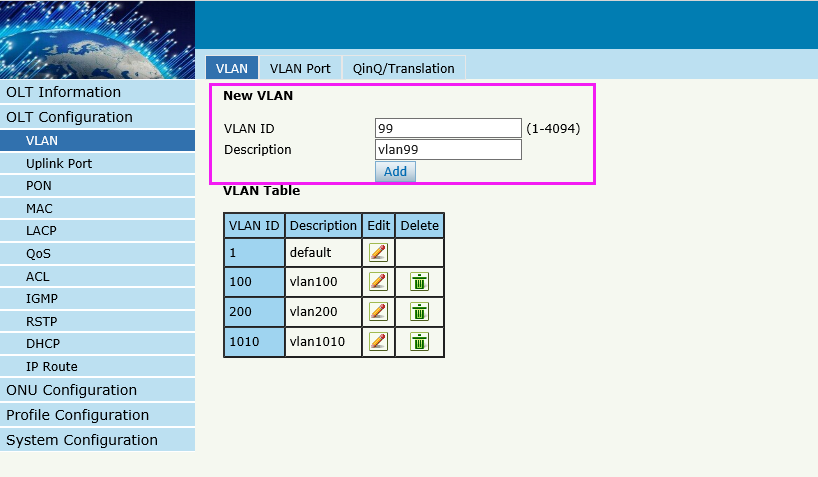 VLAN VLAN Port QinQ/Translation
OLT Information
OLT Configuration
VLAN
Uplink Port
PON
MAC
LACP
QoS
ACL
IGMP
RSTP
DHCP
IP Route
ONU Configuration
Profile Configuration
System Configuration
New VLAN
VLAN ID 99 (1-4094)
Description vlan99
Add
VLAN Table
VLAN ID Description Edit Delete
1 default
100 vlan100
200 vlan200
1010 vlan1010